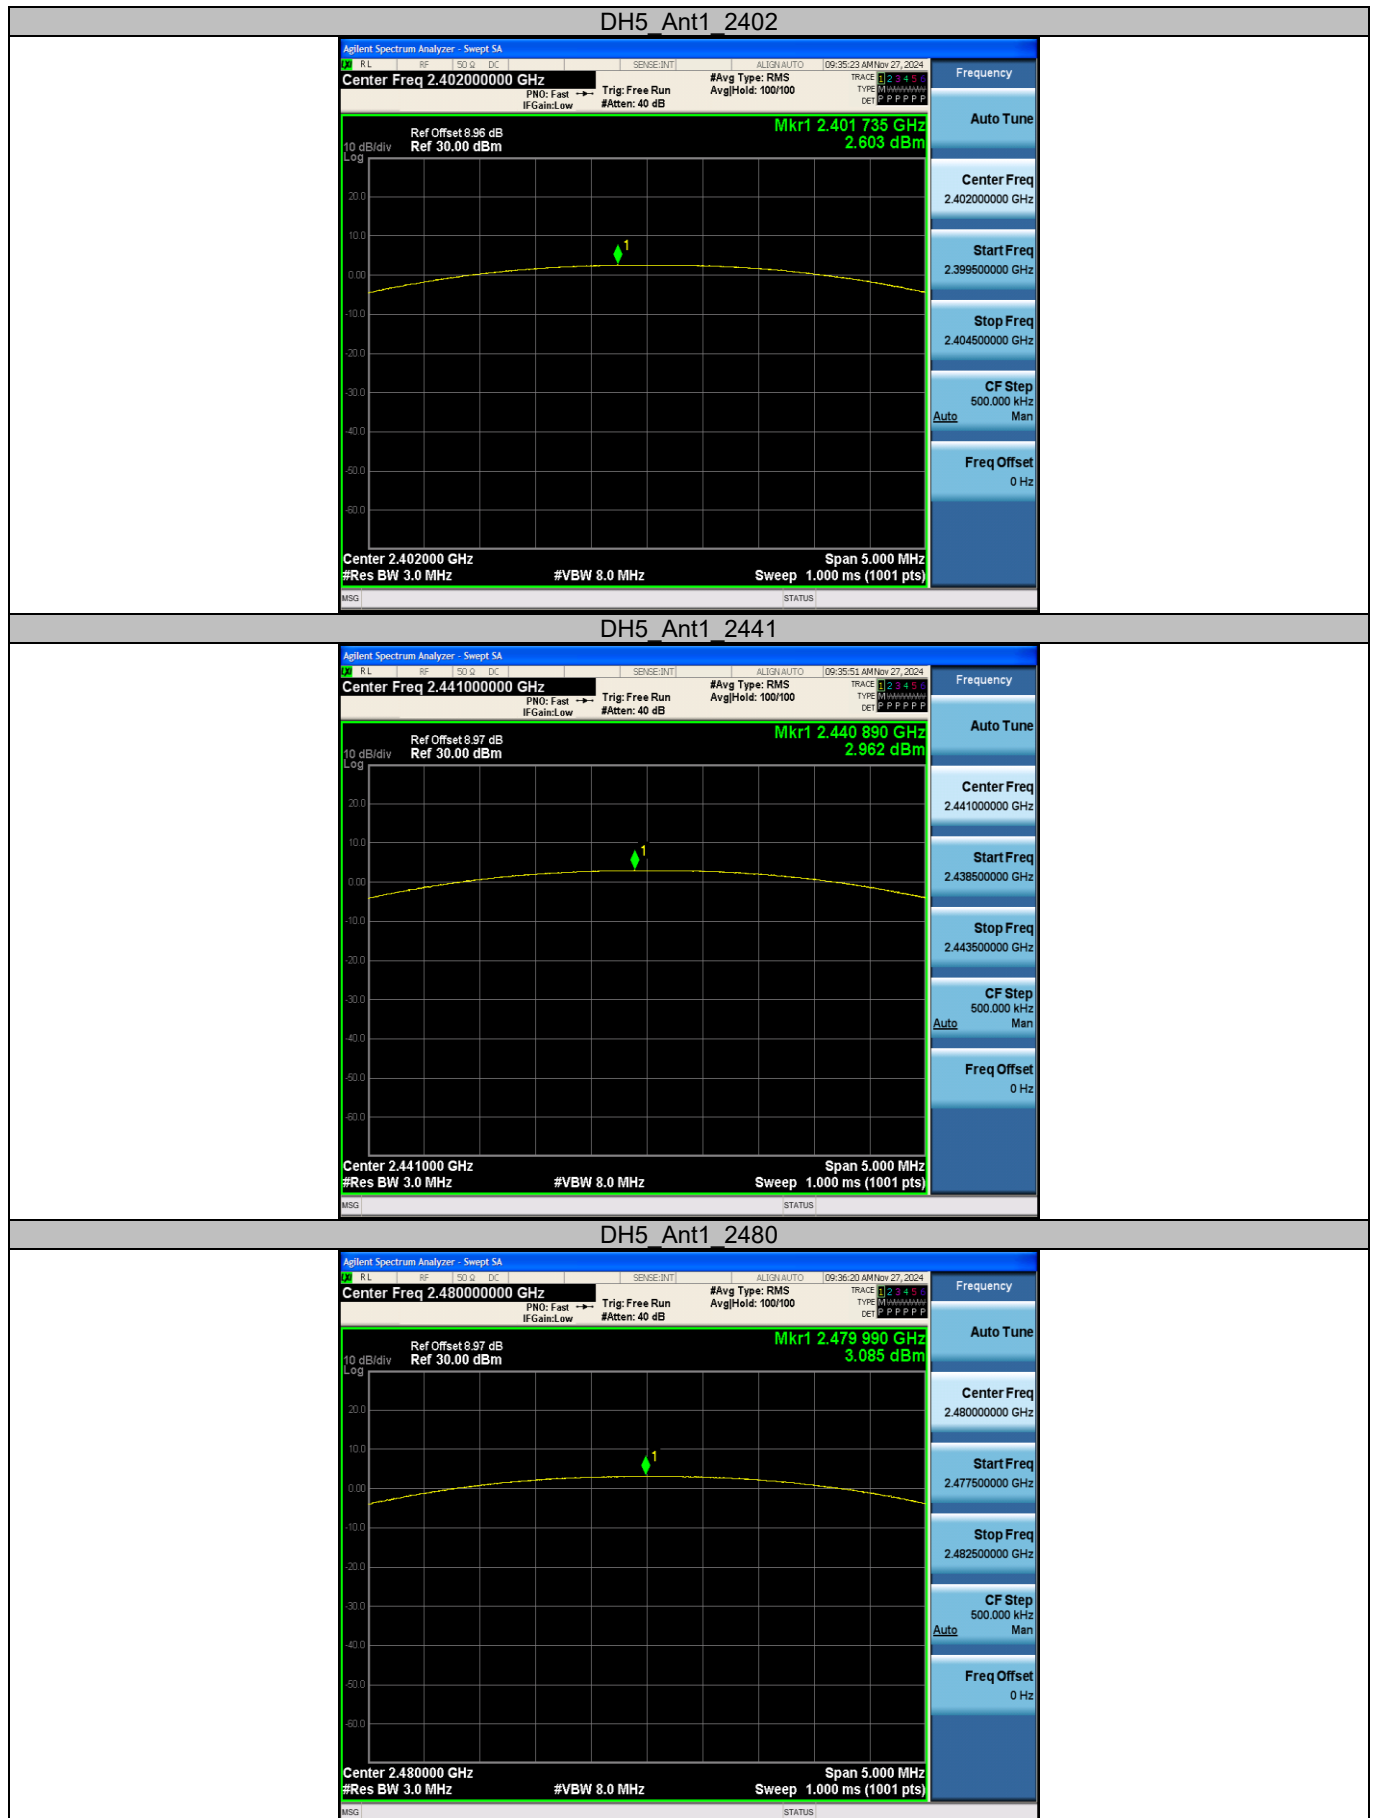 DH5_Ant1_2402
Agilent Spectrum Analyzer - Swept SA
RL RF 50 Ω DC SENSE:INT ALIGN AUTO 09:35:23 AM Nov 27, 2024
Center Freq 2.402000000 GHz
PNO: Fast
IFGain:Low
Trig: Free Run
#Atten: 40 dB
#Avg Type: RMS
Avg|Hold: 100/100
TRACE 1 2 3 4 5 6
TYPE M
DET P P P P P P
Mkr1 2.401 735 GHz
2.603 dBm
Ref Offset 8.96 dB
10 dB/div Ref 30.00 dBm
Log
20.0
10.0
0.00
-10.0
-20.0
-30.0
-40.0
-50.0
-60.0
1
Center 2.402000 GHz Span 5.000 MHz
#Res BW 3.0 MHz #VBW 8.0 MHz Sweep 1.000 ms (1001 pts)
MSG STATUS
Frequency
Auto Tune
Center Freq
2.402000000 GHz
Start Freq
2.399500000 GHz
Stop Freq
2.404500000 GHz
CF Step
500.000 kHz
Auto Man
Freq Offset
0 Hz
DH5_Ant1_2441
Agilent Spectrum Analyzer - Swept SA
RL RF 50 Ω DC SENSE:INT ALIGN AUTO 09:35:51 AM Nov 27, 2024
Center Freq 2.441000000 GHz
PNO: Fast
IFGain:Low
Trig: Free Run
#Atten: 40 dB
#Avg Type: RMS
Avg|Hold: 100/100
TRACE 1 2 3 4 5 6
TYPE M
DET P P P P P P
Mkr1 2.440 890 GHz
2.962 dBm
Ref Offset 8.97 dB
10 dB/div Ref 30.00 dBm
Log
20.0
10.0
0.00
-10.0
-20.0
-30.0
-40.0
-50.0
-60.0
1
Center 2.441000 GHz Span 5.000 MHz
#Res BW 3.0 MHz #VBW 8.0 MHz Sweep 1.000 ms (1001 pts)
MSG STATUS
Frequency
Auto Tune
Center Freq
2.441000000 GHz
Start Freq
2.438500000 GHz
Stop Freq
2.443500000 GHz
CF Step
500.000 kHz
Auto Man
Freq Offset
0 Hz
DH5_Ant1_2480
Agilent Spectrum Analyzer - Swept SA
RL RF 50 Ω DC SENSE:INT ALIGN AUTO 09:36:20 AM Nov 27, 2024
Center Freq 2.480000000 GHz
PNO: Fast
IFGain:Low
Trig: Free Run
#Atten: 40 dB
#Avg Type: RMS
Avg|Hold: 100/100
TRACE 1 2 3 4 5 6
TYPE M
DET P P P P P P
Mkr1 2.479 990 GHz
3.085 dBm
Ref Offset 8.97 dB
10 dB/div Ref 30.00 dBm
Log
20.0
10.0
0.00
-10.0
-20.0
-30.0
-40.0
-50.0
-60.0
1
Center 2.480000 GHz Span 5.000 MHz
#Res BW 3.0 MHz #VBW 8.0 MHz Sweep 1.000 ms (1001 pts)
MSG STATUS
Frequency
Auto Tune
Center Freq
2.480000000 GHz
Start Freq
2.477500000 GHz
Stop Freq
2.482500000 GHz
CF Step
500.000 kHz
Auto Man
Freq Offset
0 Hz